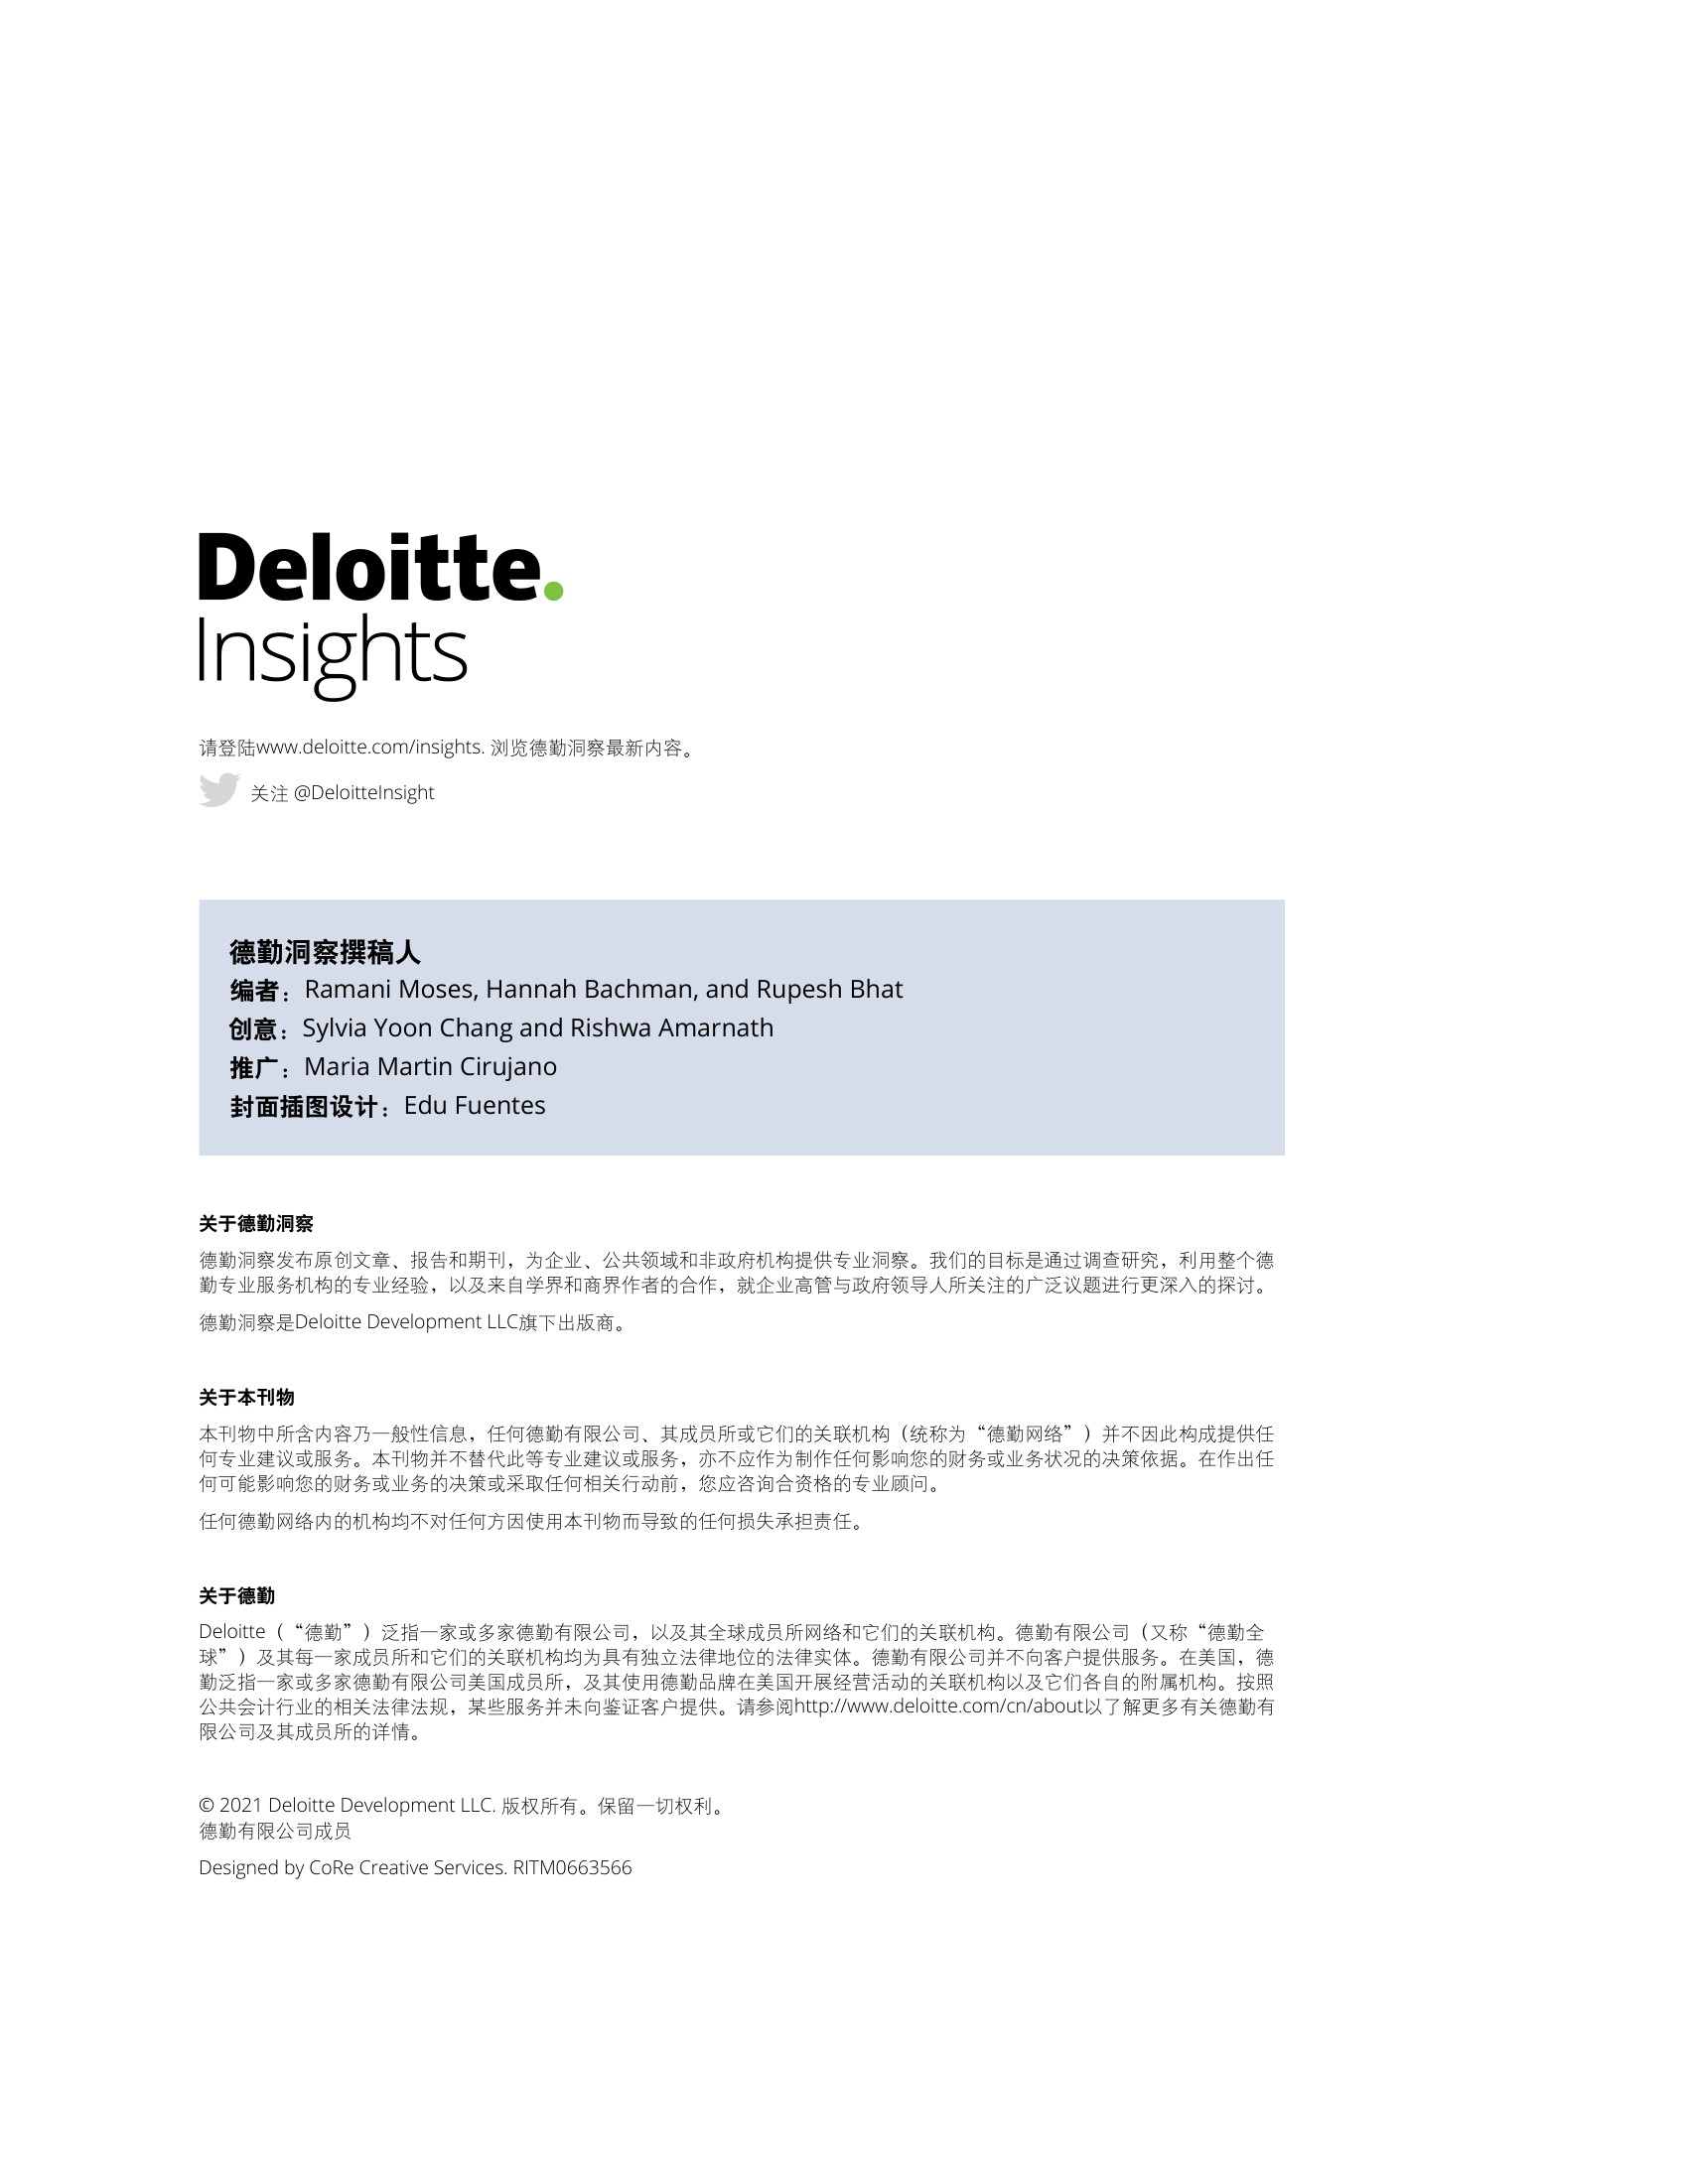 Deloitte.
Insights
请登陆www.deloitte.com/insights. 浏览德勤洞察最新内容。
关注 @DeloitteInsight
德勤洞察撰稿人
编者：Ramani Moses, Hannah Bachman, and Rupesh Bhat
创意：Sylvia Yoon Chang and Rishwa Amarnath
推广：Maria Martin Cirujano
封面插图设计：Edu Fuentes
关于德勤洞察
德勤洞察发布原创文章、报告和期刊，为企业、公共领域和非政府机构提供专业洞察。我们的目标是通过调查研究，利用整个德
勤专业服务机构的专业经验，以及来自学界和商界作者的合作，就企业高管与政府领导人所关注的广泛议题进行更深入的探讨。
德勤洞察是Deloitte Development LLC旗下出版商。
关于本刊物
本刊物中所含内容乃一般性信息，任何德勤有限公司、其成员所或它们的关联机构（统称为“德勤网络”）并不因此构成提供任
何专业建议或服务。本刊物并不替代此等专业建议或服务，亦不应作为制作任何影响您的财务或业务状况的决策依据。在作出任
何可能影响您的财务或业务的决策或采取任何相关行动前，您应咨询合资格的专业顾问。
任何德勤网络内的机构均不对任何方因使用本刊物而导致的任何损失承担责任。
关于德勤
Deloitte（“德勤”）泛指一家或多家德勤有限公司，以及其全球成员所网络和它们的关联机构。德勤有限公司（又称“德勤全
球”）及其每一家成员所和它们的关联机构均为具有独立法律地位的法律实体。德勤有限公司并不向客户提供服务。在美国，德
勤泛指一家或多家德勤有限公司美国成员所，及其使用德勤品牌在美国开展经营活动的关联机构以及它们各自的附属机构。按照
公共会计行业的相关法律法规，某些服务并未向鉴证客户提供。请参阅http://www.deloitte.com/cn/about以了解更多有关德勤有
限公司及其成员所的详情。
© 2021 Deloitte Development LLC. 版权所有。保留一切权利。
德勤有限公司成员
Designed by CoRe Creative Services. RITM0663566